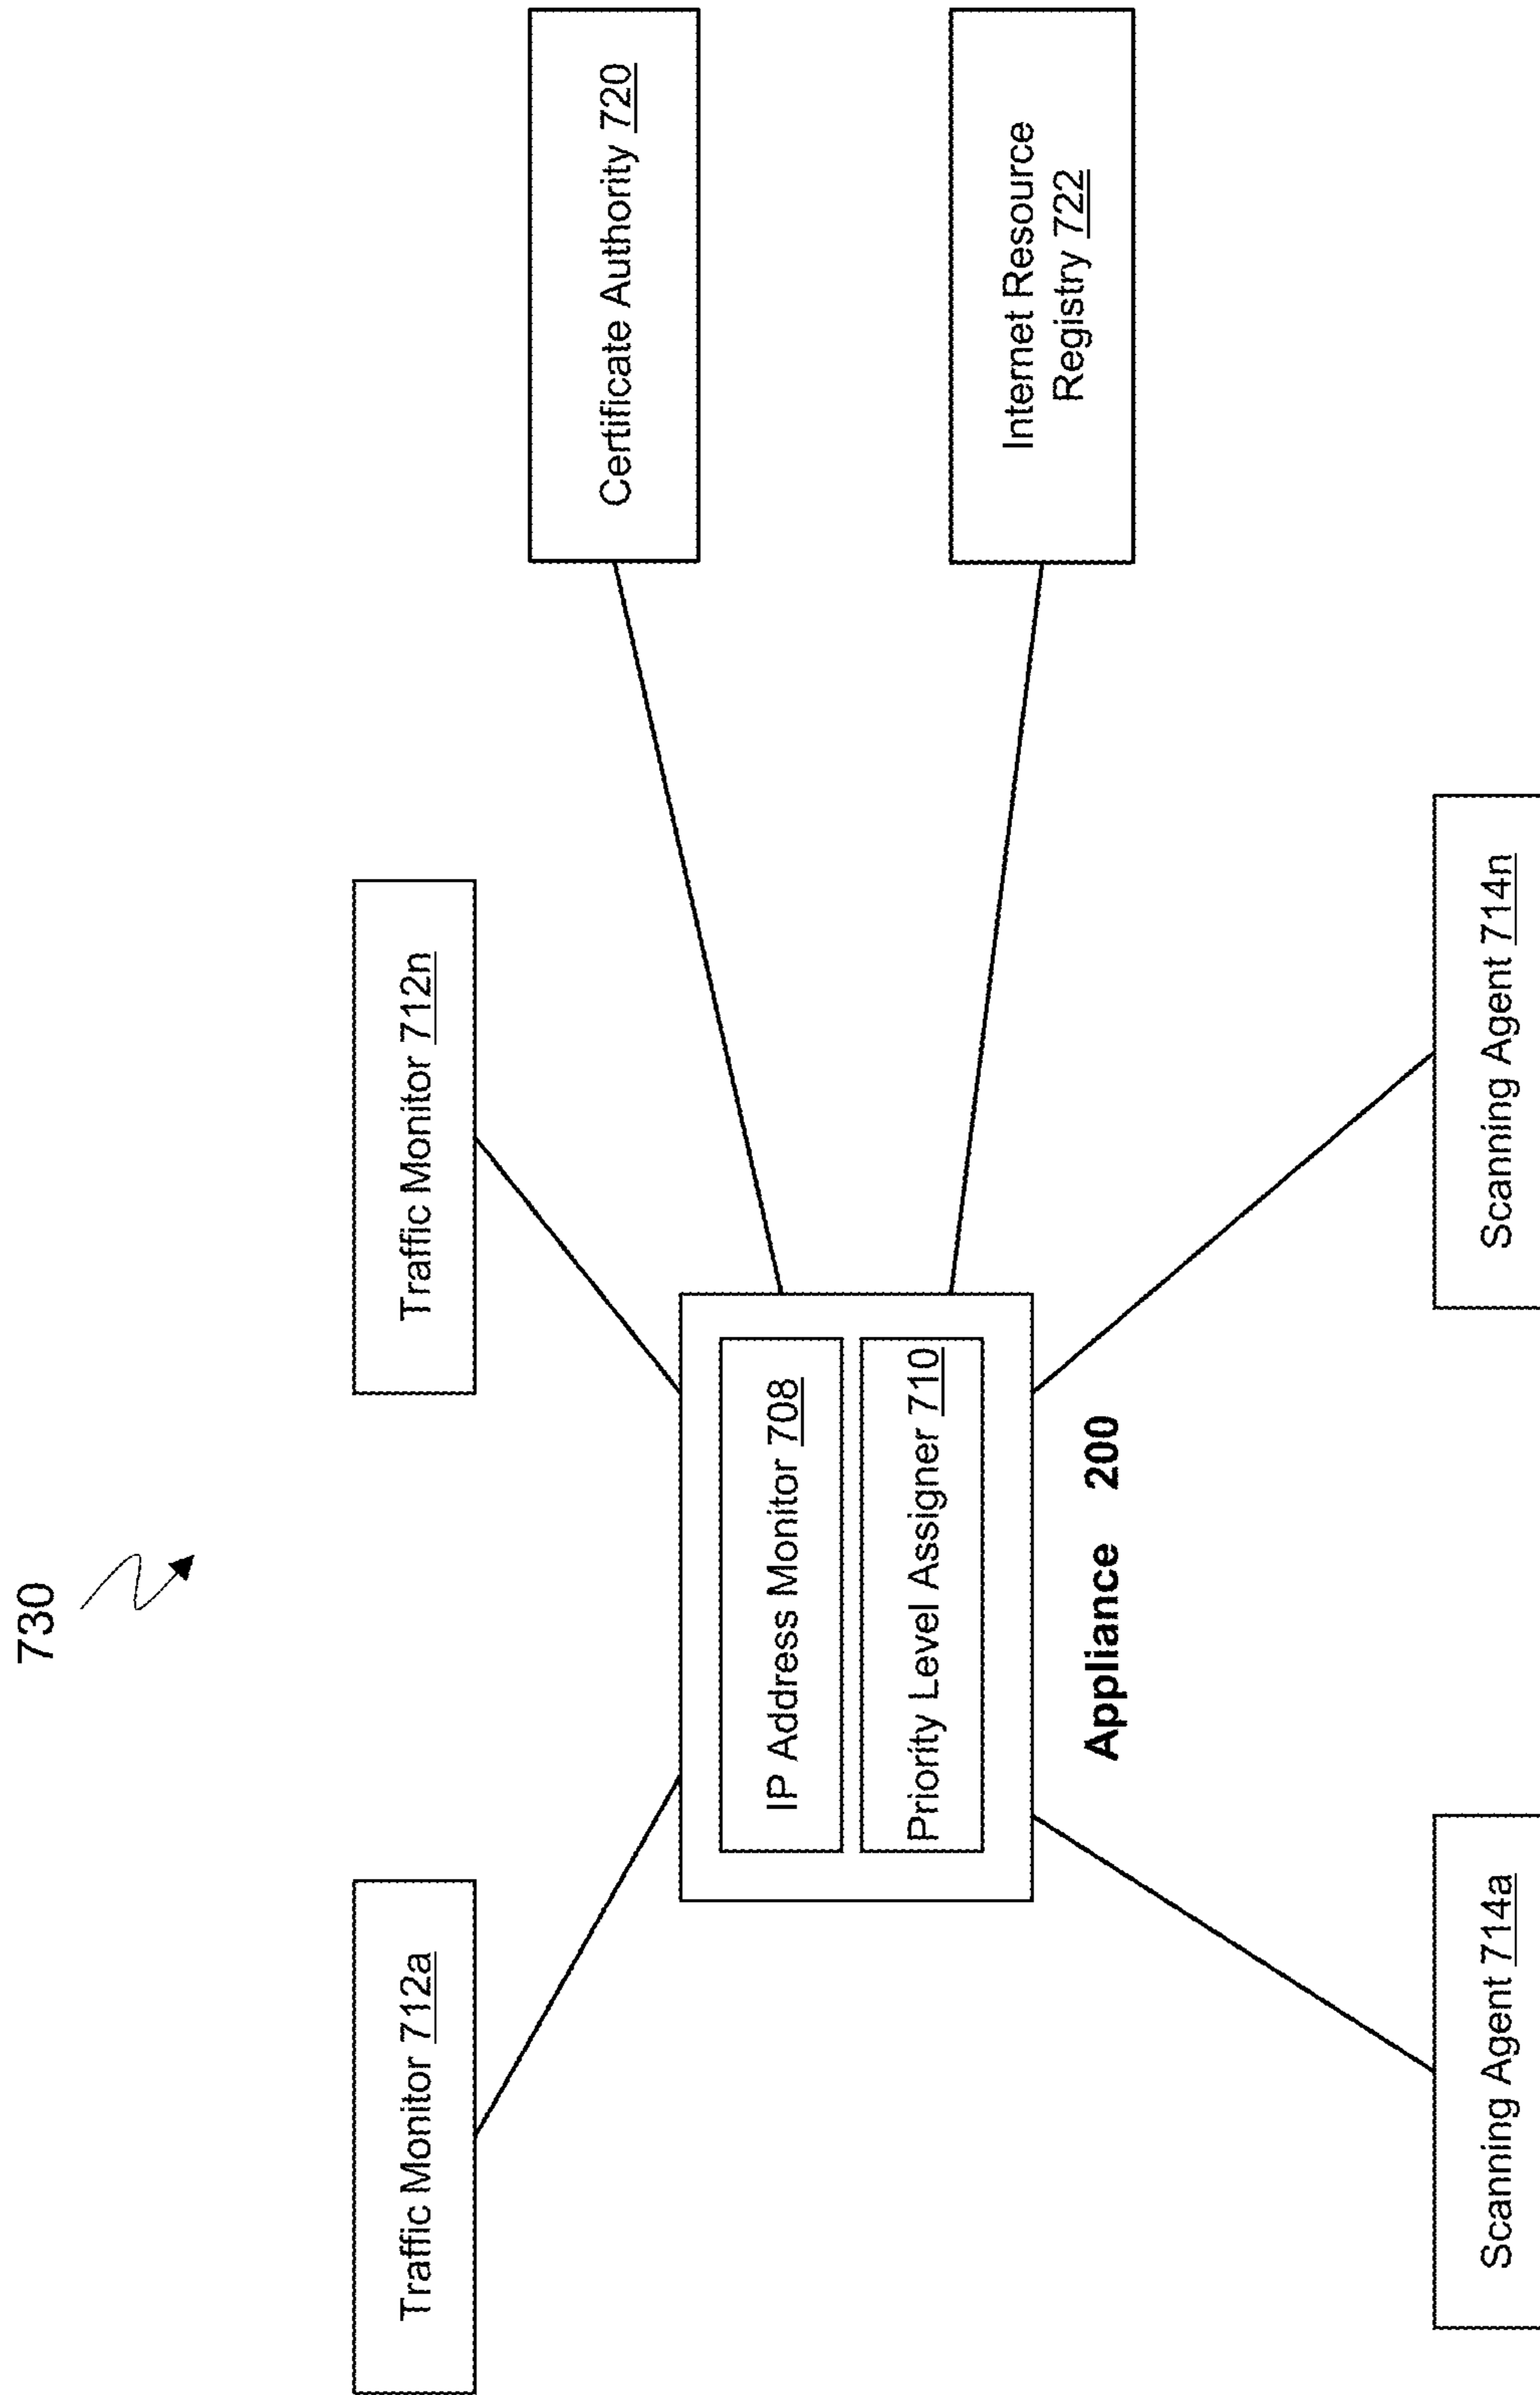 730
Traffic Monitor 712a
Traffic Monitor 712n
Certificate Authority 720
IP Address Monitor 708
Priority Level Assigner 710
Appliance 200
Internet Resource
Registry 722
Scanning Agent 714a
Scanning Agent 714n